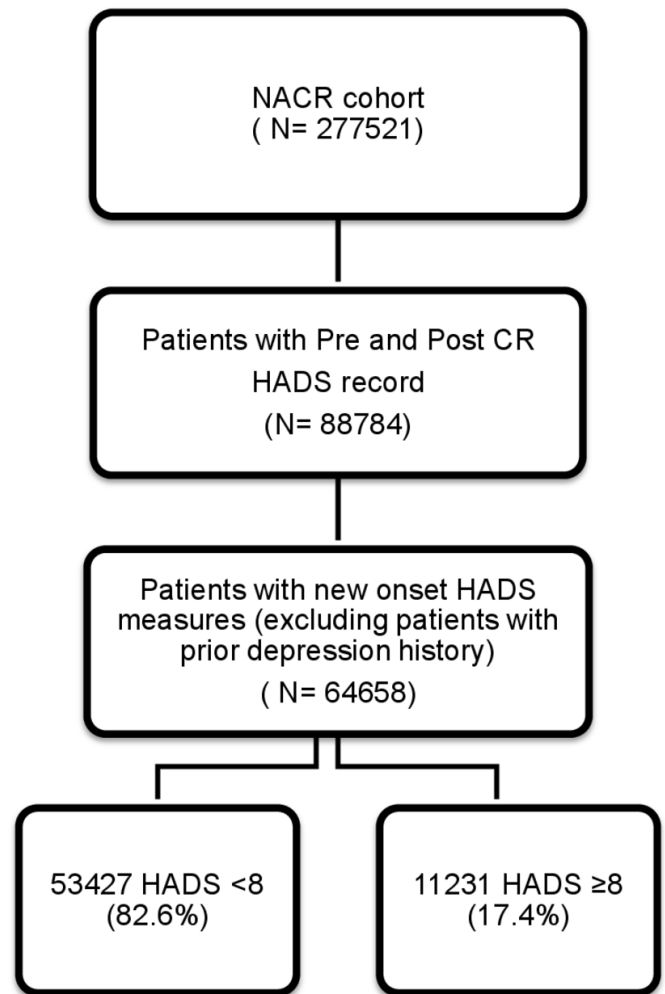 NACR cohort
( N= 277521)
Patients with Pre and Post CR
HADS record
(N= 88784)
Patients with new onset HADS
measures (excluding patients with
prior depression history)
( N= 64658)
53427 HADS <8
(82.6%)
11231 HADS ≥8
(17.4%)